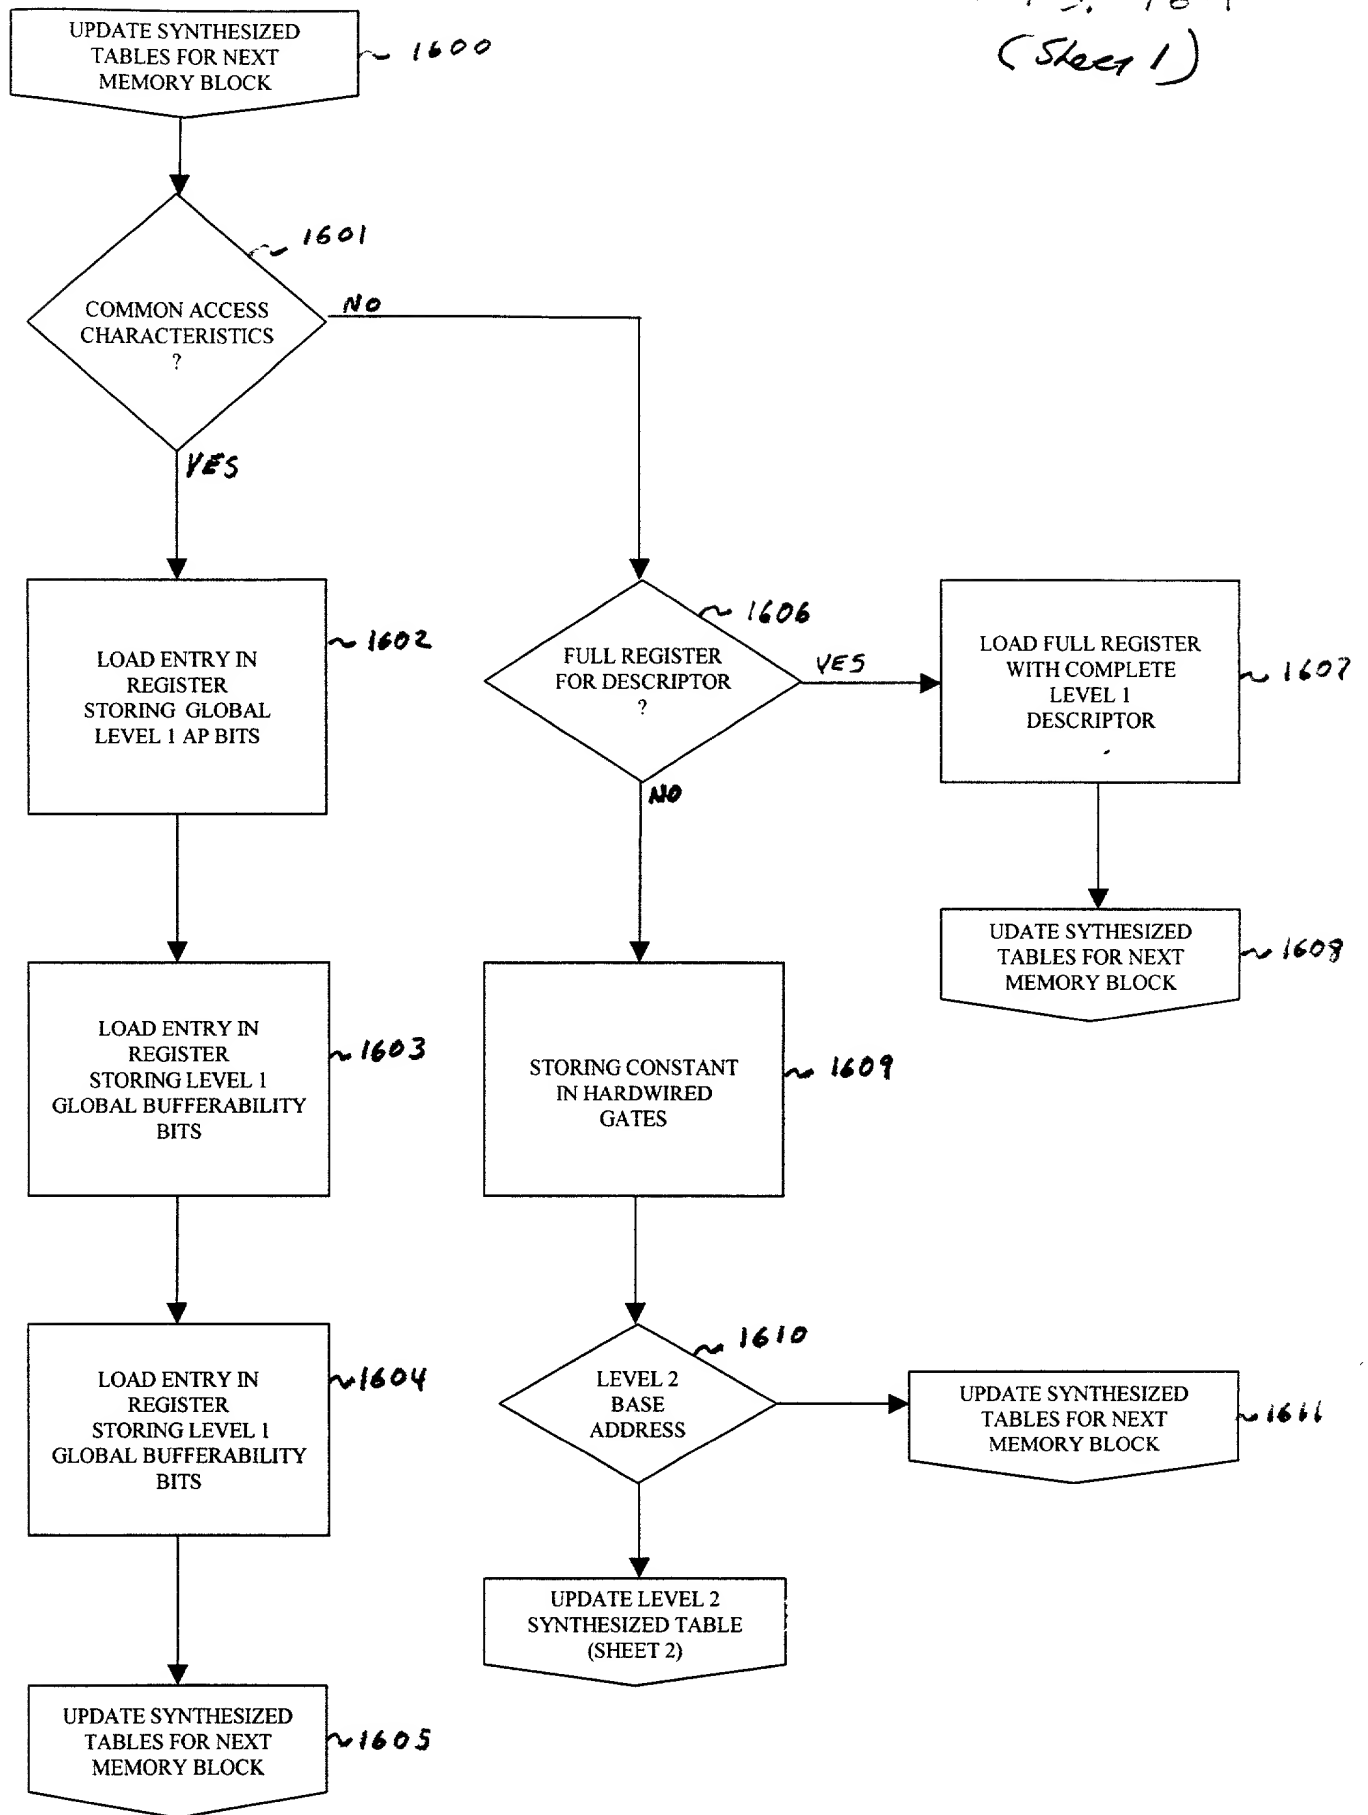 (Sheet 1)
UPDATE SYNTHESIZED
TABLES FOR NEXT
MEMORY BLOCK
1600
1601
COMMON ACCESS
CHARACTERISTICS
?
NO
YES
LOAD ENTRY IN
REGISTER
STORING GLOBAL
LEVEL 1 AP BITS
1602
1606
FULL REGISTER
FOR DESCRIPTOR
?
YES
NO
LOAD FULL REGISTER
WITH COMPLETE
LEVEL 1
DESCRIPTOR
1607
UDATE SYTHESIZED
TABLES FOR NEXT
MEMORY BLOCK
1608
LOAD ENTRY IN
REGISTER
STORING LEVEL 1
GLOBAL BUFFERABILITY
BITS
1603
STORING CONSTANT
IN HARDWIRED
GATES
1609
LOAD ENTRY IN
REGISTER
STORING LEVEL 1
GLOBAL BUFFERABILITY
BITS
1604
1610
LEVEL 2
BASE
ADDRESS
UPDATE SYNTHESIZED
TABLES FOR NEXT
MEMORY BLOCK
1611
UPDATE LEVEL 2
SYNTHESIZED TABLE
(SHEET 2)
UPDATE SYNTHESIZED
TABLES FOR NEXT
MEMORY BLOCK
1605